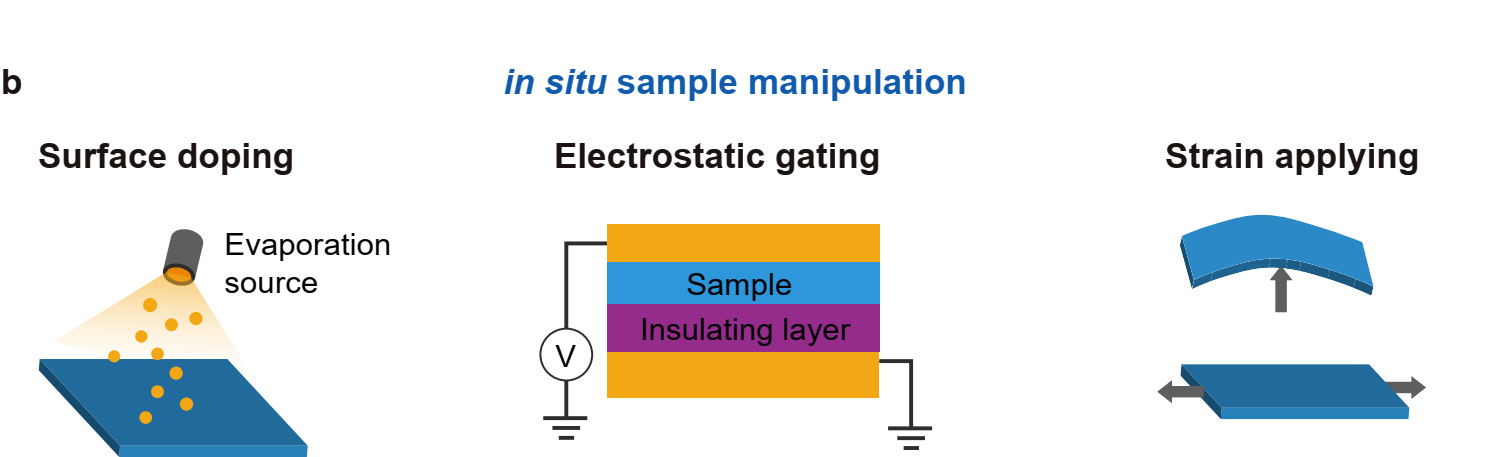 b
in situ sample manipulation
Surface doping
Electrostatic gating
Strain applying
Evaporation
source
Sample
Insulating layer
V